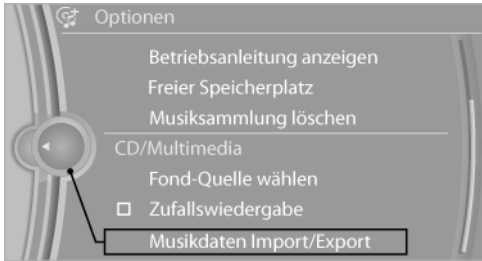 Optionen
Betriebsanleitung anzeigen
Freier Speicherplatz
Musiksammlung löschen
CD/Multimedia
Fond-Quelle wählen
Zufallswiedergabe
Musikdaten Import/Export